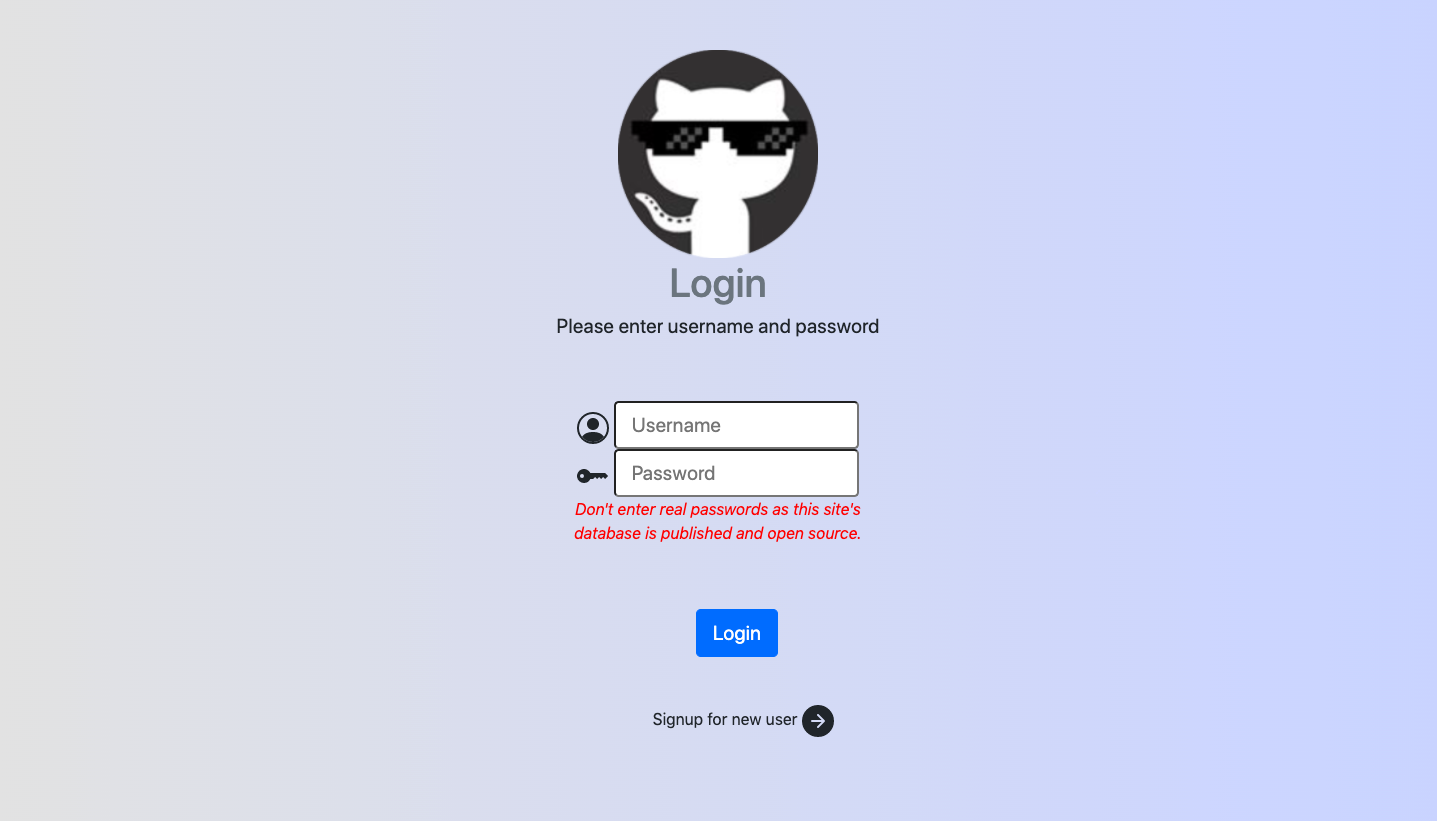 Login
Please enter username and password
Username
Password
Don't enter real passwords as this site's
database is published and open source.
Login
Signup for new user